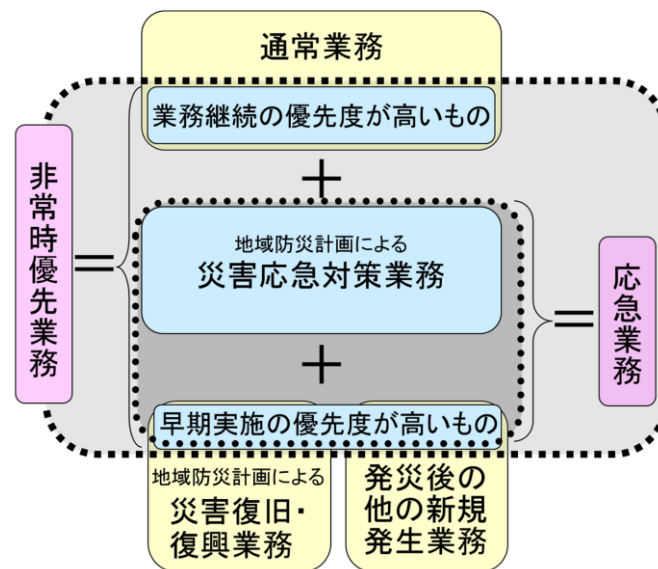 通常業務
業務継続の優先度が高いもの
＋
非常時優先業務
＝
地域防災計画による
災害応急対策業務
＝
応急業務
＋
早期実施の優先度が高いもの
地域防災計画による
災害復旧・
復興業務
発災後の
他の新規
発生業務